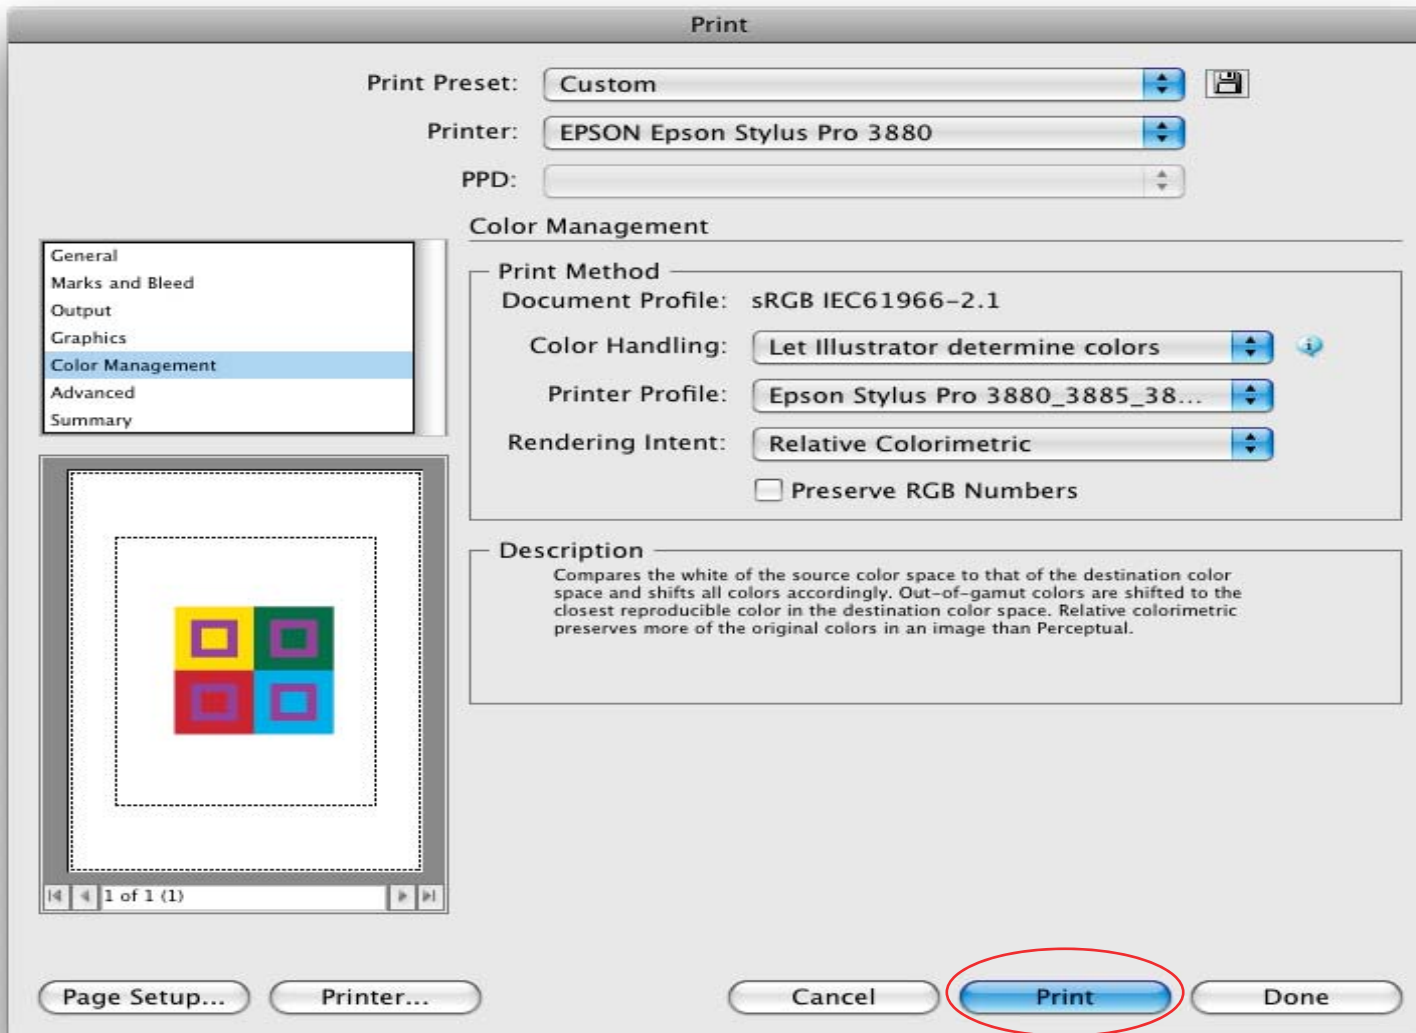 Print
Print Preset: Custom
Printer: EPSON Epson Stylus Pro 3880
PPD:
Color Management
General
Marks and Bleed
Output
Graphics
Color Management
Advanced
Summary
Print Method
Document Profile: sRGB IEC61966-2.1
Color Handling: Let Illustrator determine colors
Printer Profile: Epson Stylus Pro 3880_3885_38...
Rendering Intent: Relative Colorimetric
Preserve RGB Numbers
Description
Compares the white of the source color space to that of the destination color
space and shifts all colors accordingly. Out-of-gamut colors are shifted to the
closest reproducible color in the destination color space. Relative colorimetric
preserves more of the original colors in an image than Perceptual.
1 of 1 (1)
Page Setup... Printer... Cancel Print Done